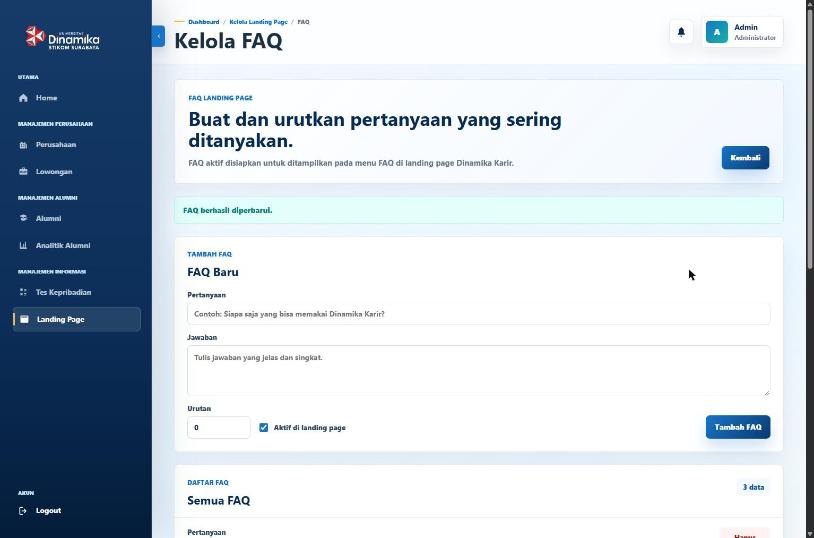 UNIVERSITAS
Dinamika
STIKOM SURABAYA
UTAMA
Home
MANAJEMEN PERUSAHAAN
Perusahaan
Lowongan
MANAJEMEN ALUMNI
Alumni
Analitik Alumni
MANAJEMEN INFORMASI
Tes Kepribadian
Landing Page
AKUN
Logout
Dashboard / Kelola Landing Page / FAQ
Kelola FAQ
A
Admin
Administrator
FAQ LANDING PAGE
Buat dan urutkan pertanyaan yang sering
ditanyakan.
FAQ aktif disiapkan untuk ditampilkan pada menu FAQ di landing page Dinamika Karir.
Kembali
FAQ berhasil diperbarui.
TAMBAH FAQ
FAQ Baru
Pertanyaan
Contoh: Siapa saja yang bisa memakai Dinamika Karir?
Jawaban
Tulis jawaban yang jelas dan singkat.
Urutan
0
Aktif di landing page
Tambah FAQ
DAFTAR FAQ
Semua FAQ
3 data
Pertanyaan
Hapus